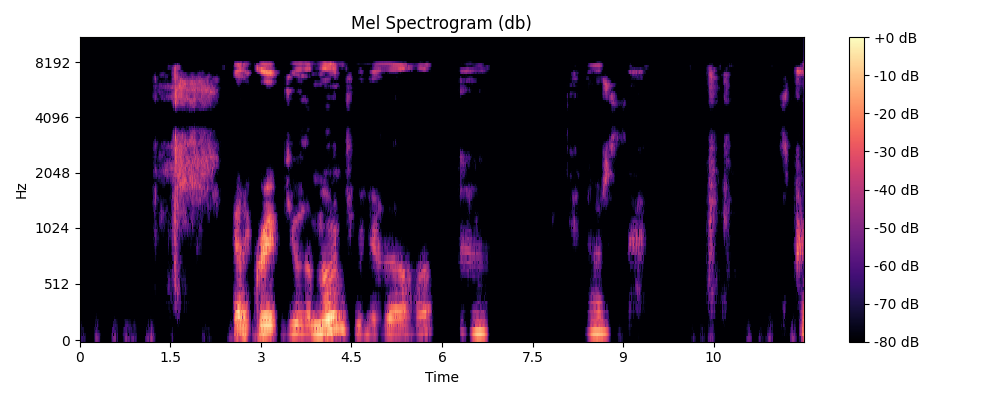 Mel Spectrogram (db)
8192
4096
2048
1024
512
0
Hz
0 1.5 3 4.5 6 7.5 9 10
Time
+0 dB
-10 dB
-20 dB
-30 dB
-40 dB
-50 dB
-60 dB
-70 dB
-80 dB